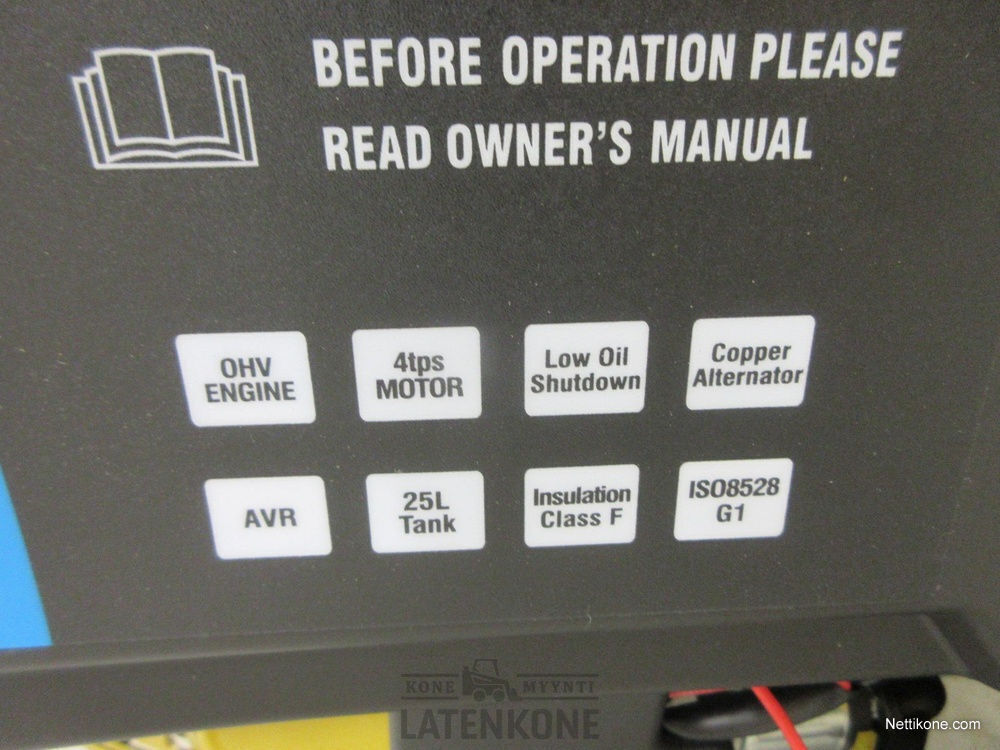 BEFORE OPERATION PLEASE
READ OWNER'S MANUAL
OHV
ENGINE
4tps
MOTOR
Low Oil
Shutdown
Copper
Alternator
AVR
25L
Tank
Insulation
Class F
ISO8528
G1
KONE MYYNTI
LATENKONE
Nettikone.com